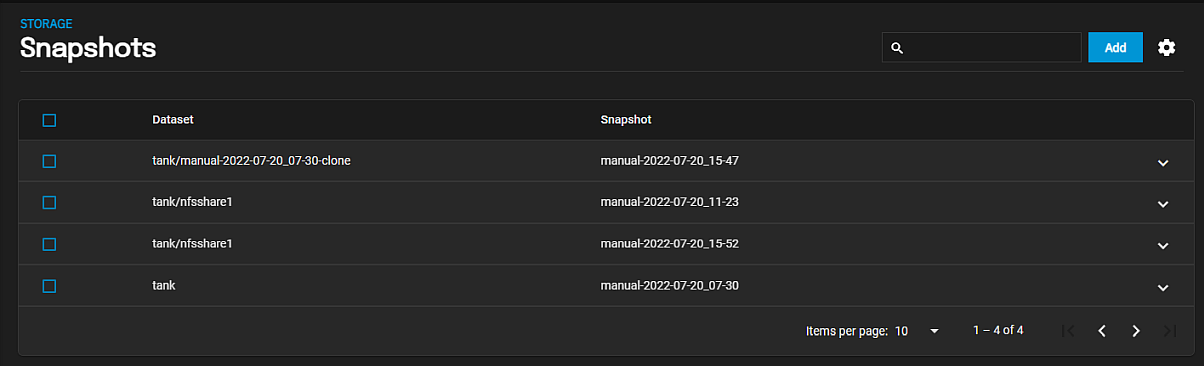 STORAGE
Snapshots
Add
Dataset Snapshot
tank/manual-2022-07-20_07-30-clone manual-2022-07-20_15-47
tank/nfsshare1 manual-2022-07-20_11-23
tank/nfsshare1 manual-2022-07-20_15-52
tank manual-2022-07-20_07-30
Items per page: 10 1 – 4 of 4